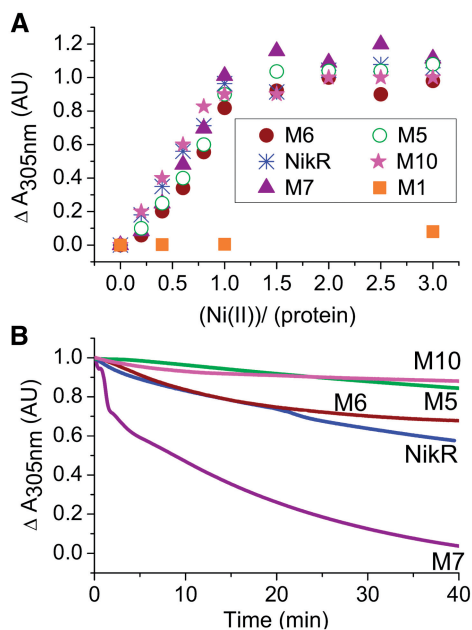 A
Δ A305nm (AU)
1.2
1.0
0.8
0.6
0.4
0.2
0.0
M6 M5
NikR M10
M7 M1
0.0 0.5 1.0 1.5 2.0 2.5 3.0
(Ni(II))/ (protein)
B
Δ A305nm (AU)
1.0
0.8
0.6
0.4
0.2
0.0
M10
M5
M6
NikR
M7
0 10 20 30 40
Time (min)